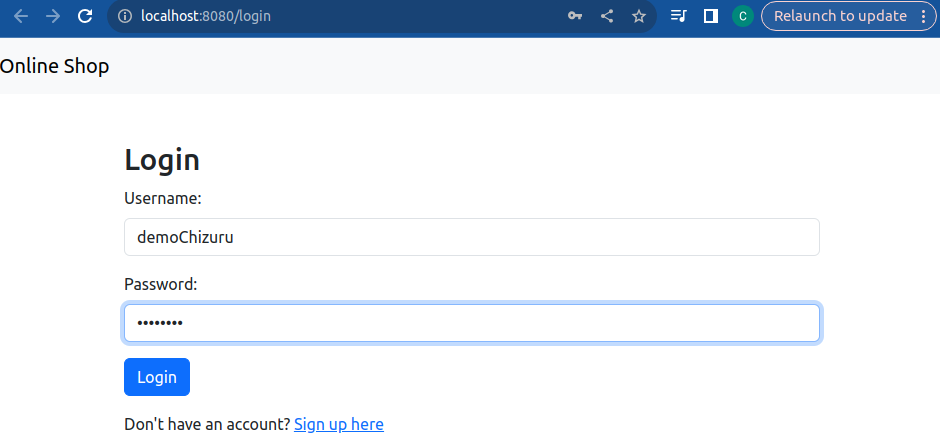 localhost:8080/login
C
Relaunch to update
Online Shop
Login
Username:
demoChizuru
Password:
••••••••
Login
Don't have an account? Sign up here